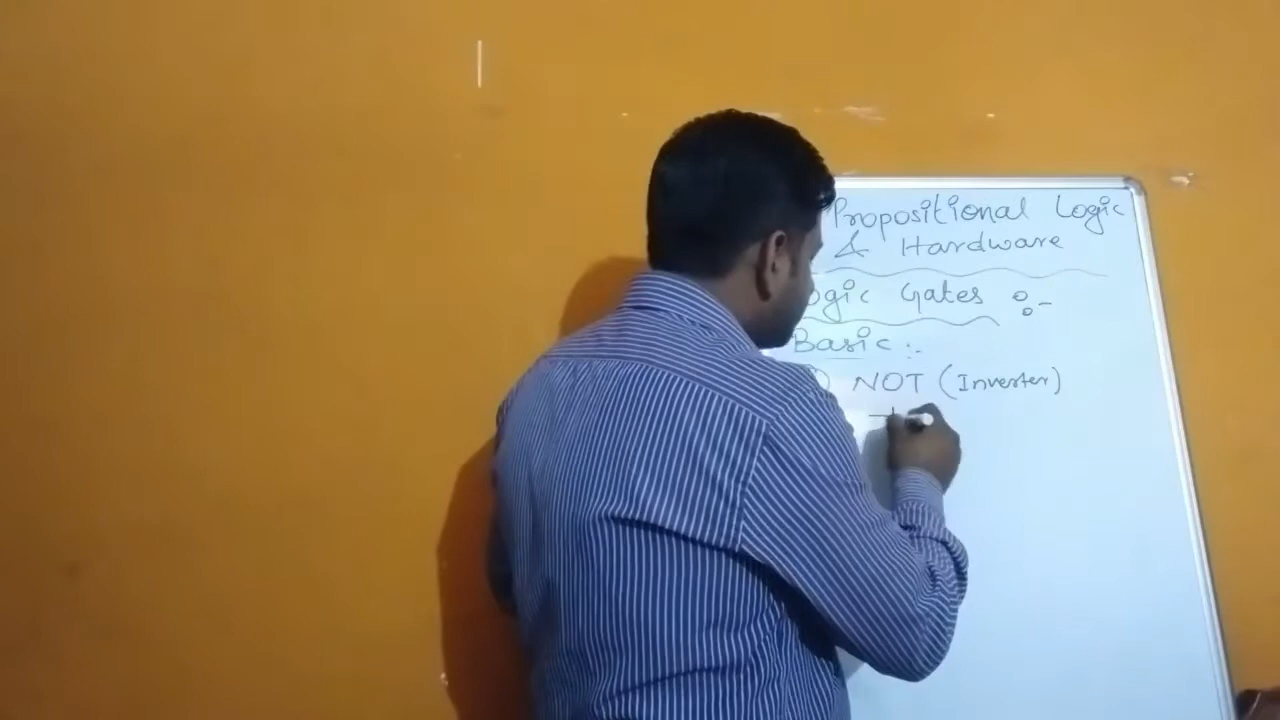 Propositional Logic
& Hardware
ogic Gates :-
Basic :-
NOT (Inverter)